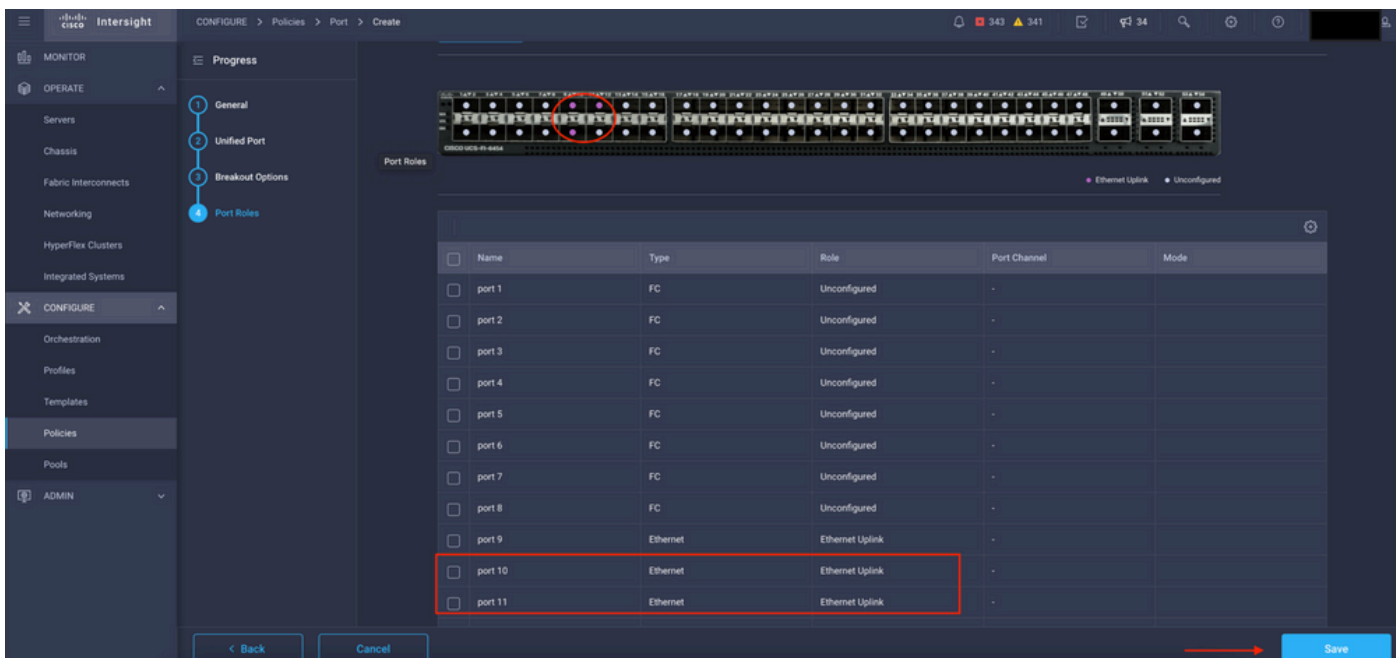 cisco Intersight
CONFIGURE > Policies > Port > Create
343 341
34
MONITOR
OPERATE
Servers
Chassis
Fabric Interconnects
Networking
HyperFlex Clusters
Integrated Systems
CONFIGURE
Orchestration
Profiles
Templates
Policies
Pools
ADMIN
Progress
1 General
2 Unified Port
3 Breakout Options
4 Port Roles
Port Roles
CISCO UCS-FI-6454
Ethernet Uplink Unconfigured
Name Type Role Port Channel Mode
port 1 FC Unconfigured -
port 2 FC Unconfigured -
port 3 FC Unconfigured -
port 4 FC Unconfigured -
port 5 FC Unconfigured -
port 6 FC Unconfigured -
port 7 FC Unconfigured -
port 8 FC Unconfigured -
port 9 Ethernet Ethernet Uplink -
port 10 Ethernet Ethernet Uplink -
port 11 Ethernet Ethernet Uplink -
< Back Cancel Save